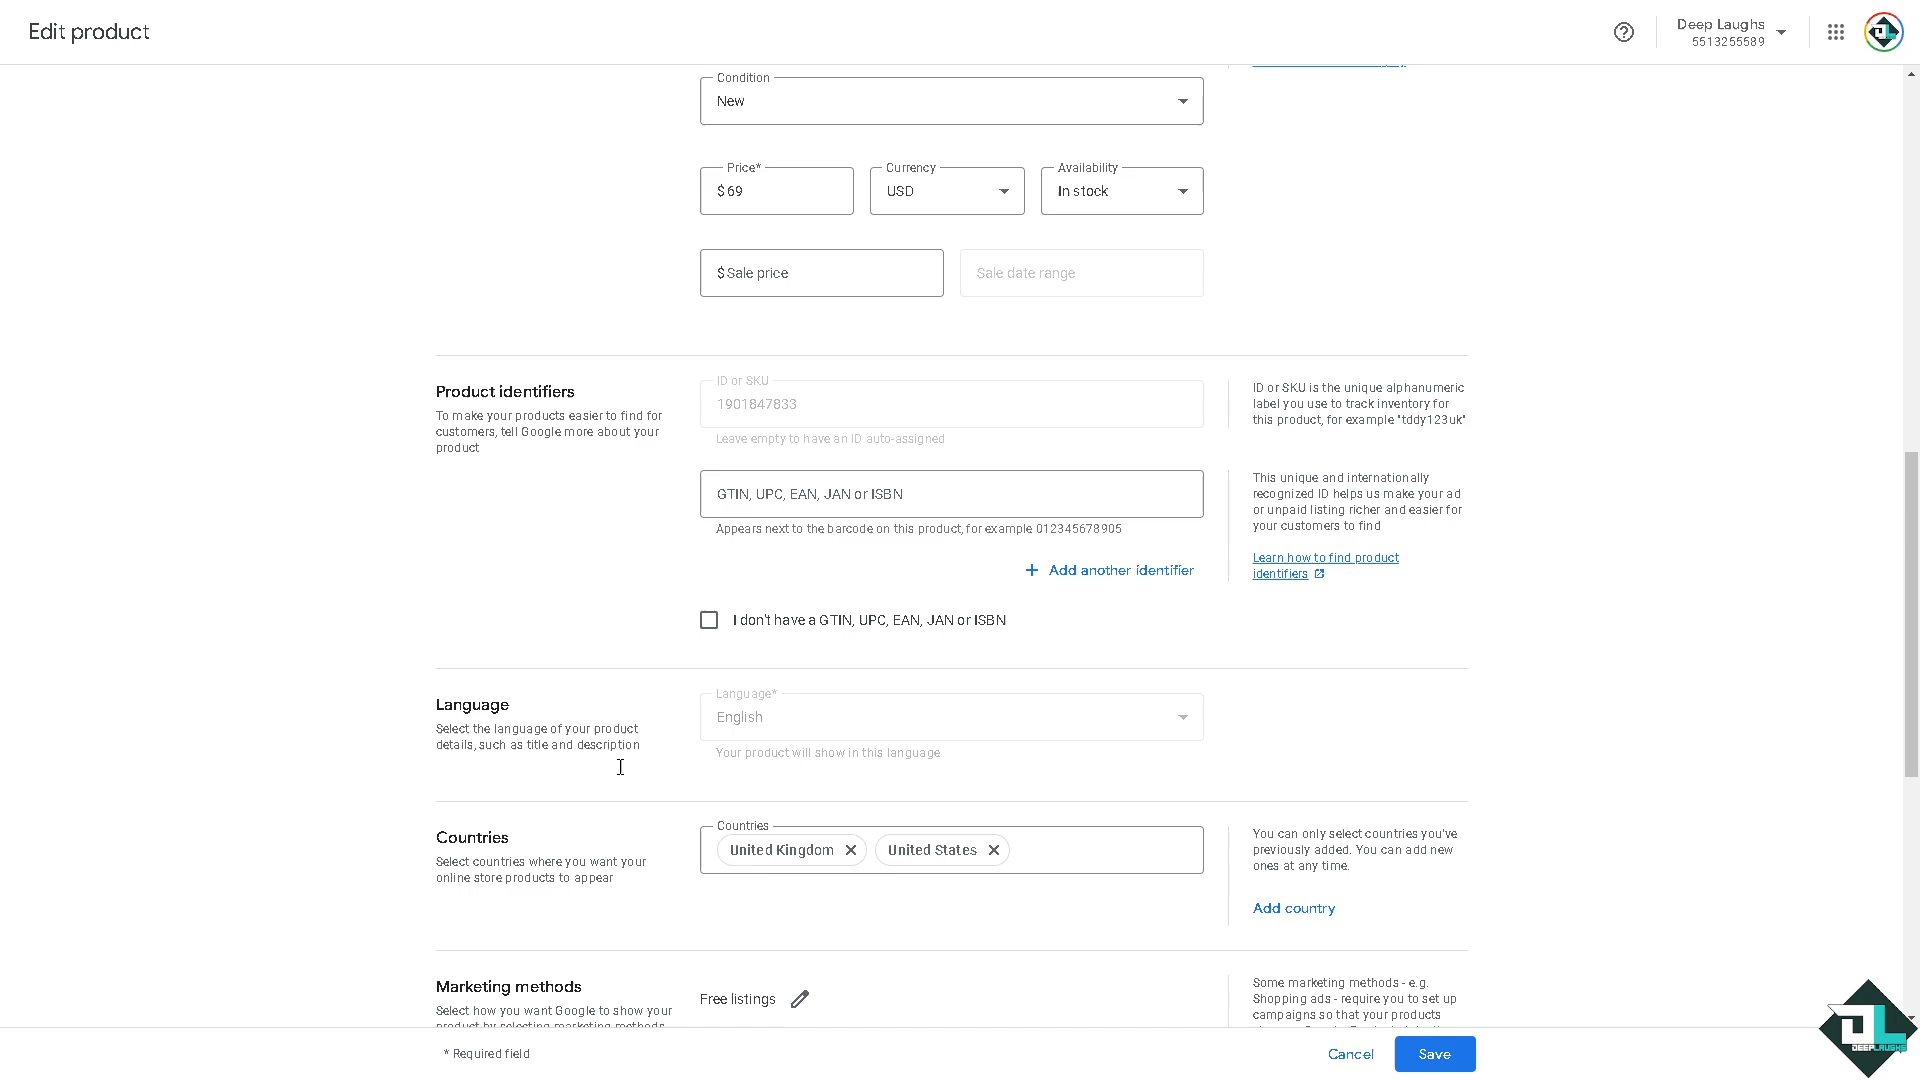 Edit product
Deep Laughs
5513255589
Condition
New
Price*
$ 69
Currency
USD
Availability
In stock
$ Sale price
Sale date range
Product identifiers
To make your products easier to find for
customers, tell Google more about your
product
ID or SKU
1901847833
Leave empty to have an ID auto-assigned
ID or SKU is the unique alphanumeric
label you use to track inventory for
this product, for example "tddy123uk"
GTIN, UPC, EAN, JAN or ISBN
Appears next to the barcode on this product, for example 012345678905
This unique and internationally
recognized ID helps us make your ad
or unpaid listing richer and easier for
your customers to find
Learn how to find product
identifiers
+ Add another identifier
I don't have a GTIN, UPC, EAN, JAN or ISBN
Language
Select the language of your product
details, such as title and description
Language*
English
Your product will show in this language
Countries
Select countries where you want your
online store products to appear
Countries
United Kingdom
United States
You can only select countries you've
previously added. You can add new
ones at any time.
Add country
Marketing methods
Select how you want Google to show your
product by selecting marketing methods
Free listings
Some marketing methods - e.g.
Shopping ads - require you to set up
campaigns so that your products
* Required field
Cancel
Save
DEEPLAUGHS